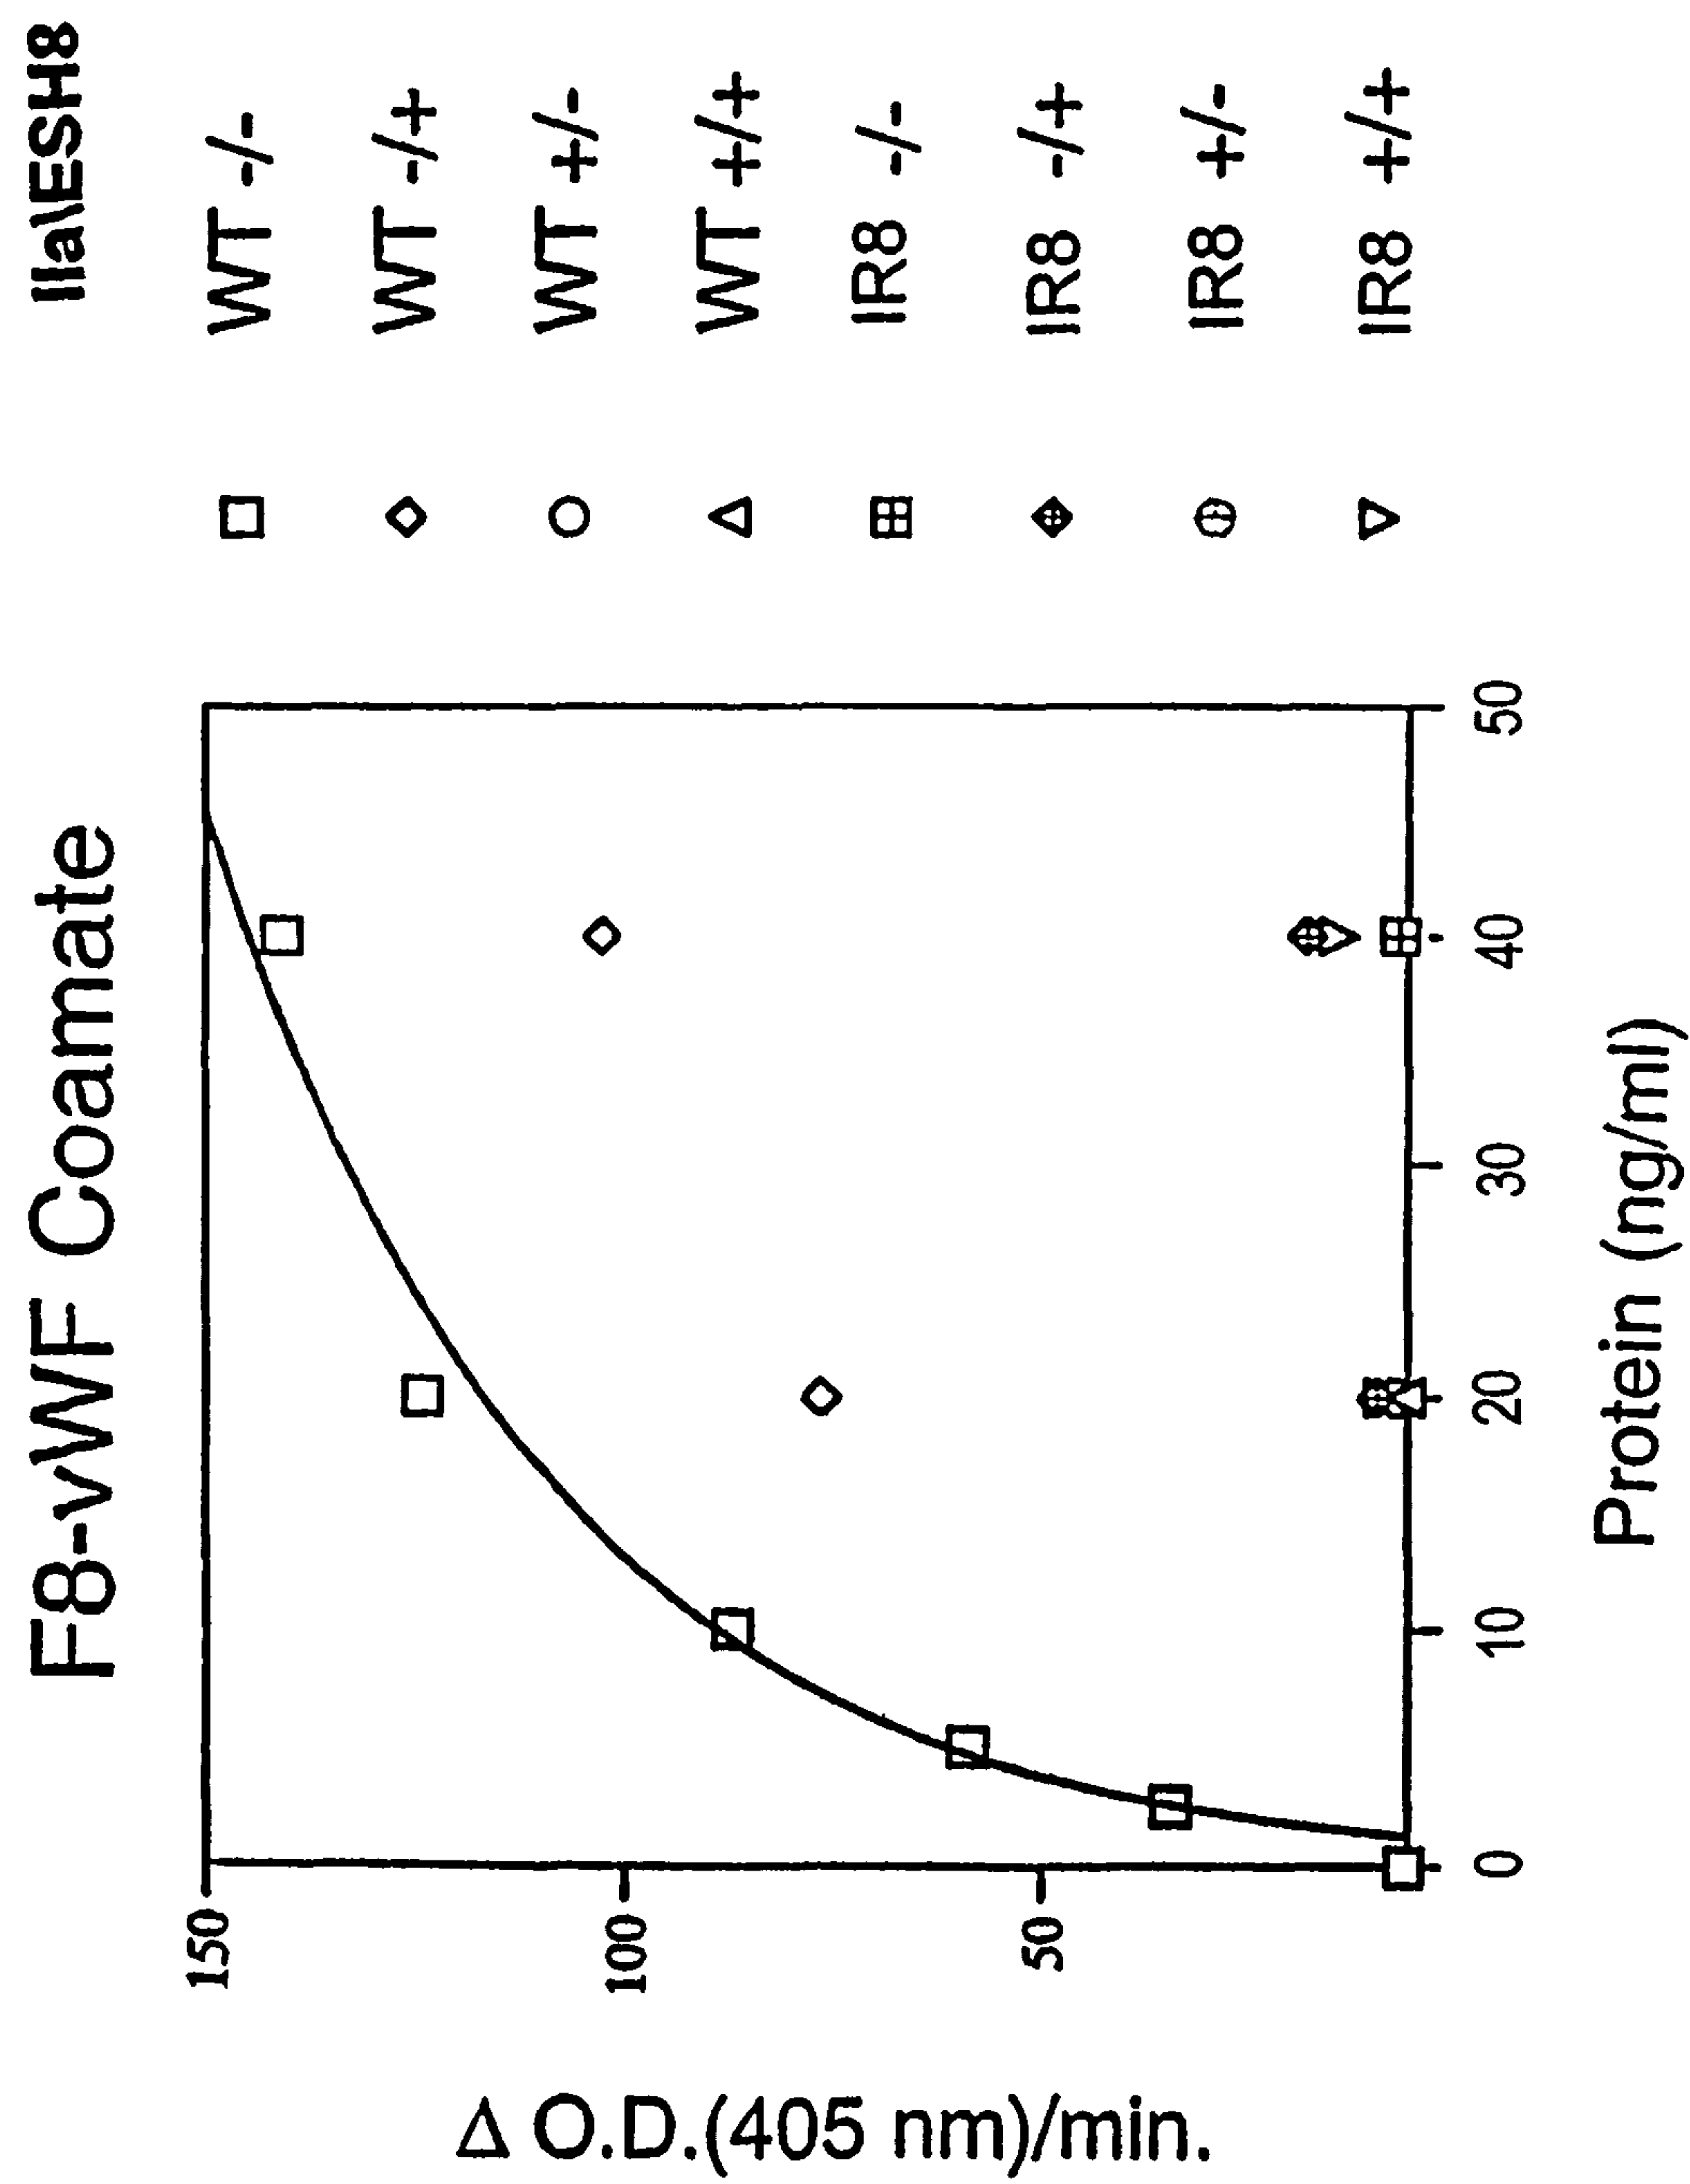 F8-vWF Coamate
IIa\ESH8
WT -/-
WT -/+
WT +/-
WT +/+
IR8 -/-
IR8 -/+
IR8 +/-
IR8 +/+
150
100
50
Δ O.D.(405 nm)/min.
0 10 20 30 40 50
Protein (ng/ml)